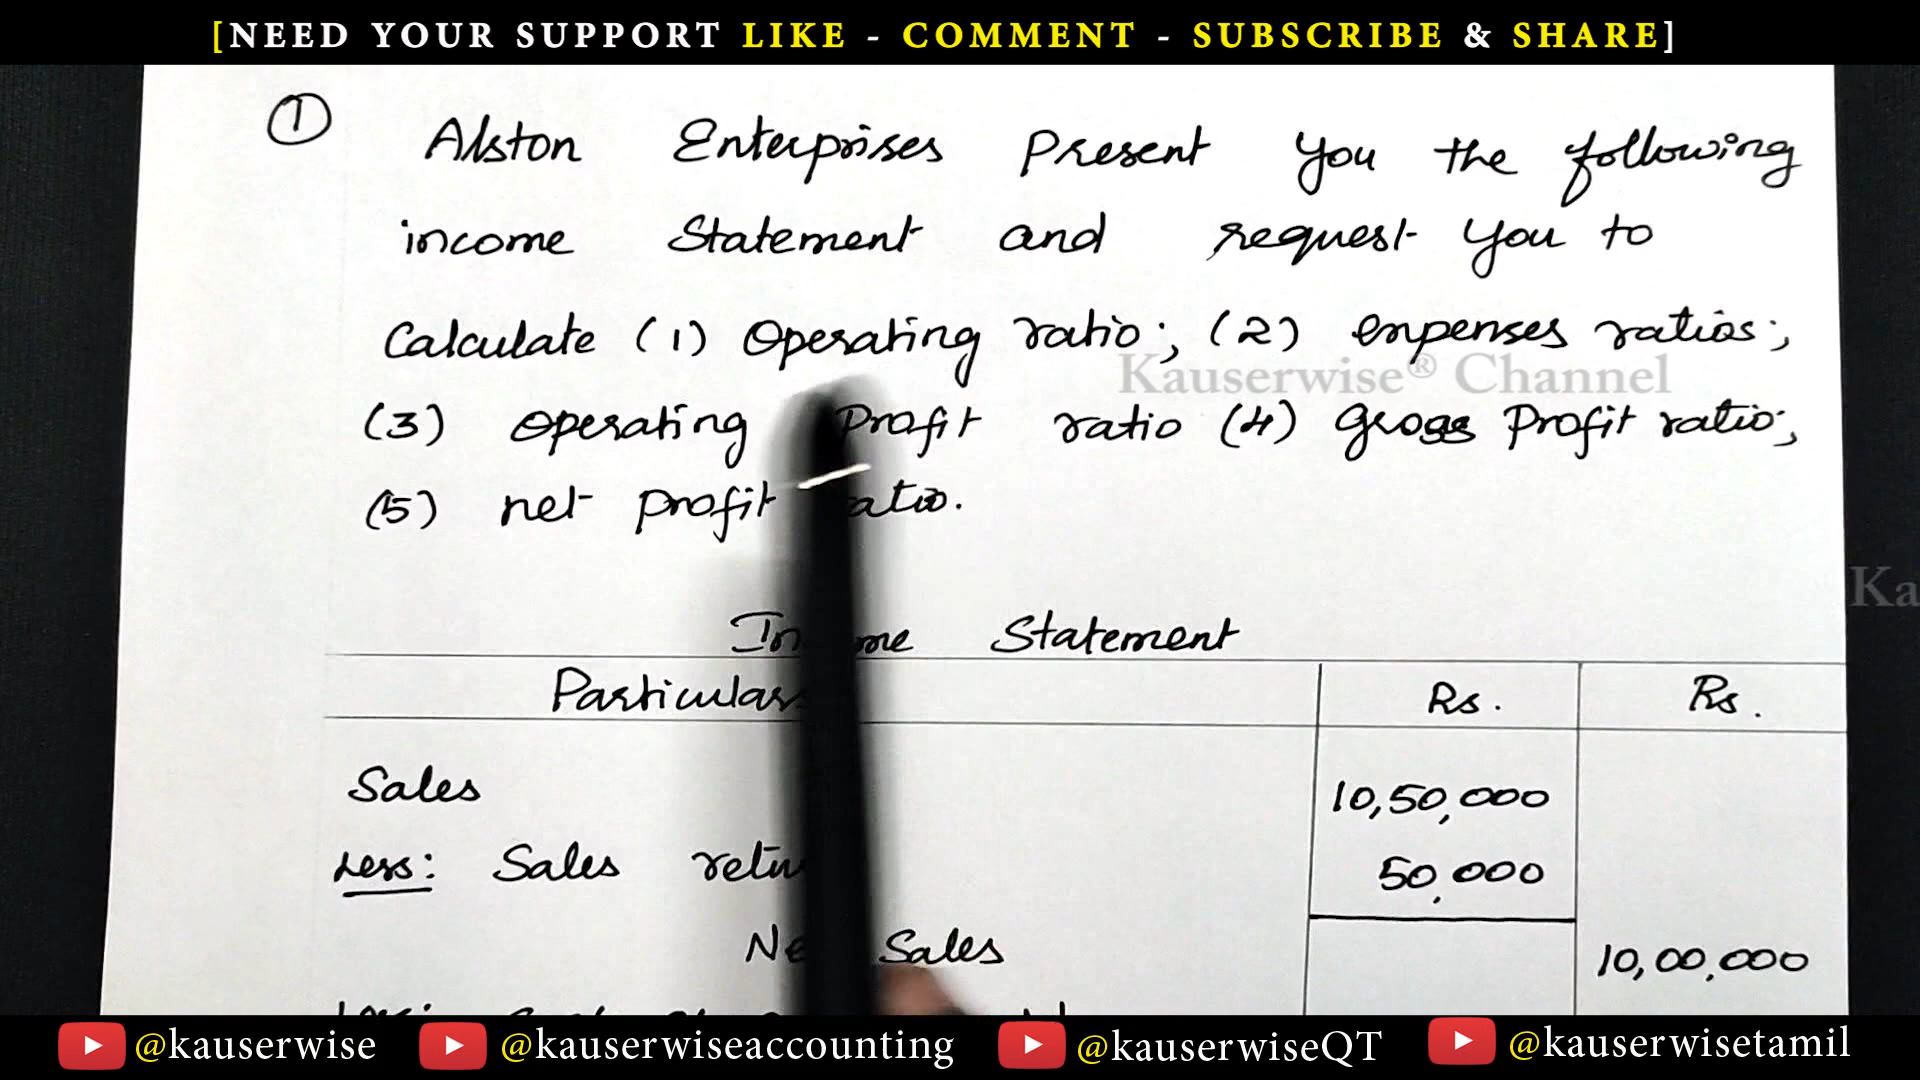 [NEED YOUR SUPPORT LIKE - COMMENT - SUBSCRIBE & SHARE]
1 Alston Enterprises Present you the following
income Statement and request you to
Calculate (1) Operating ratio; (2) expenses ratios;
Kauserwise® Channel
(3) operating Profit ratio (4) gross Profit ratio;
(5) net profit
Ka
Statement
Particulars Rs. Rs.
Sales 10,50,000
Less: Sales 50,000
Sales 10,00,000
@kauserwise @kauserwiseaccounting @kauserwiseQT @kauserwisetamil